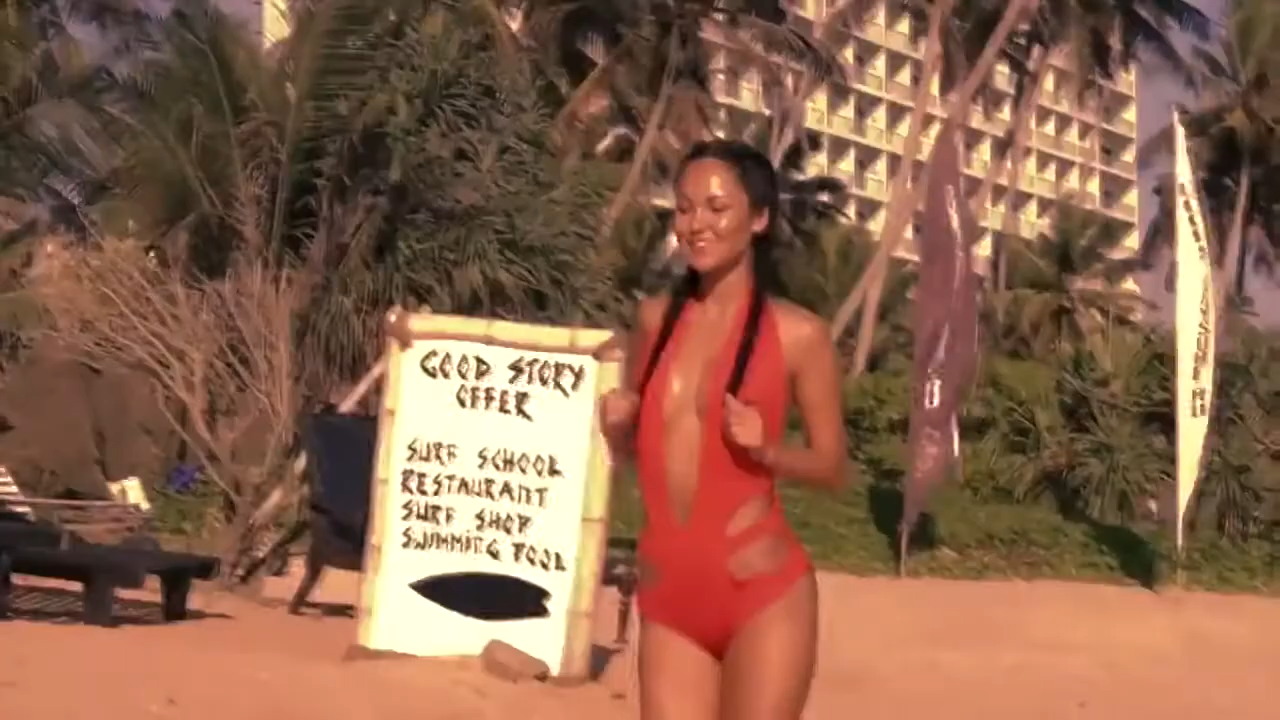 GOOD STORY
OFFER
SURF SCHOOL
RESTAURANT
SURF SHOP
SWIMMING POOL